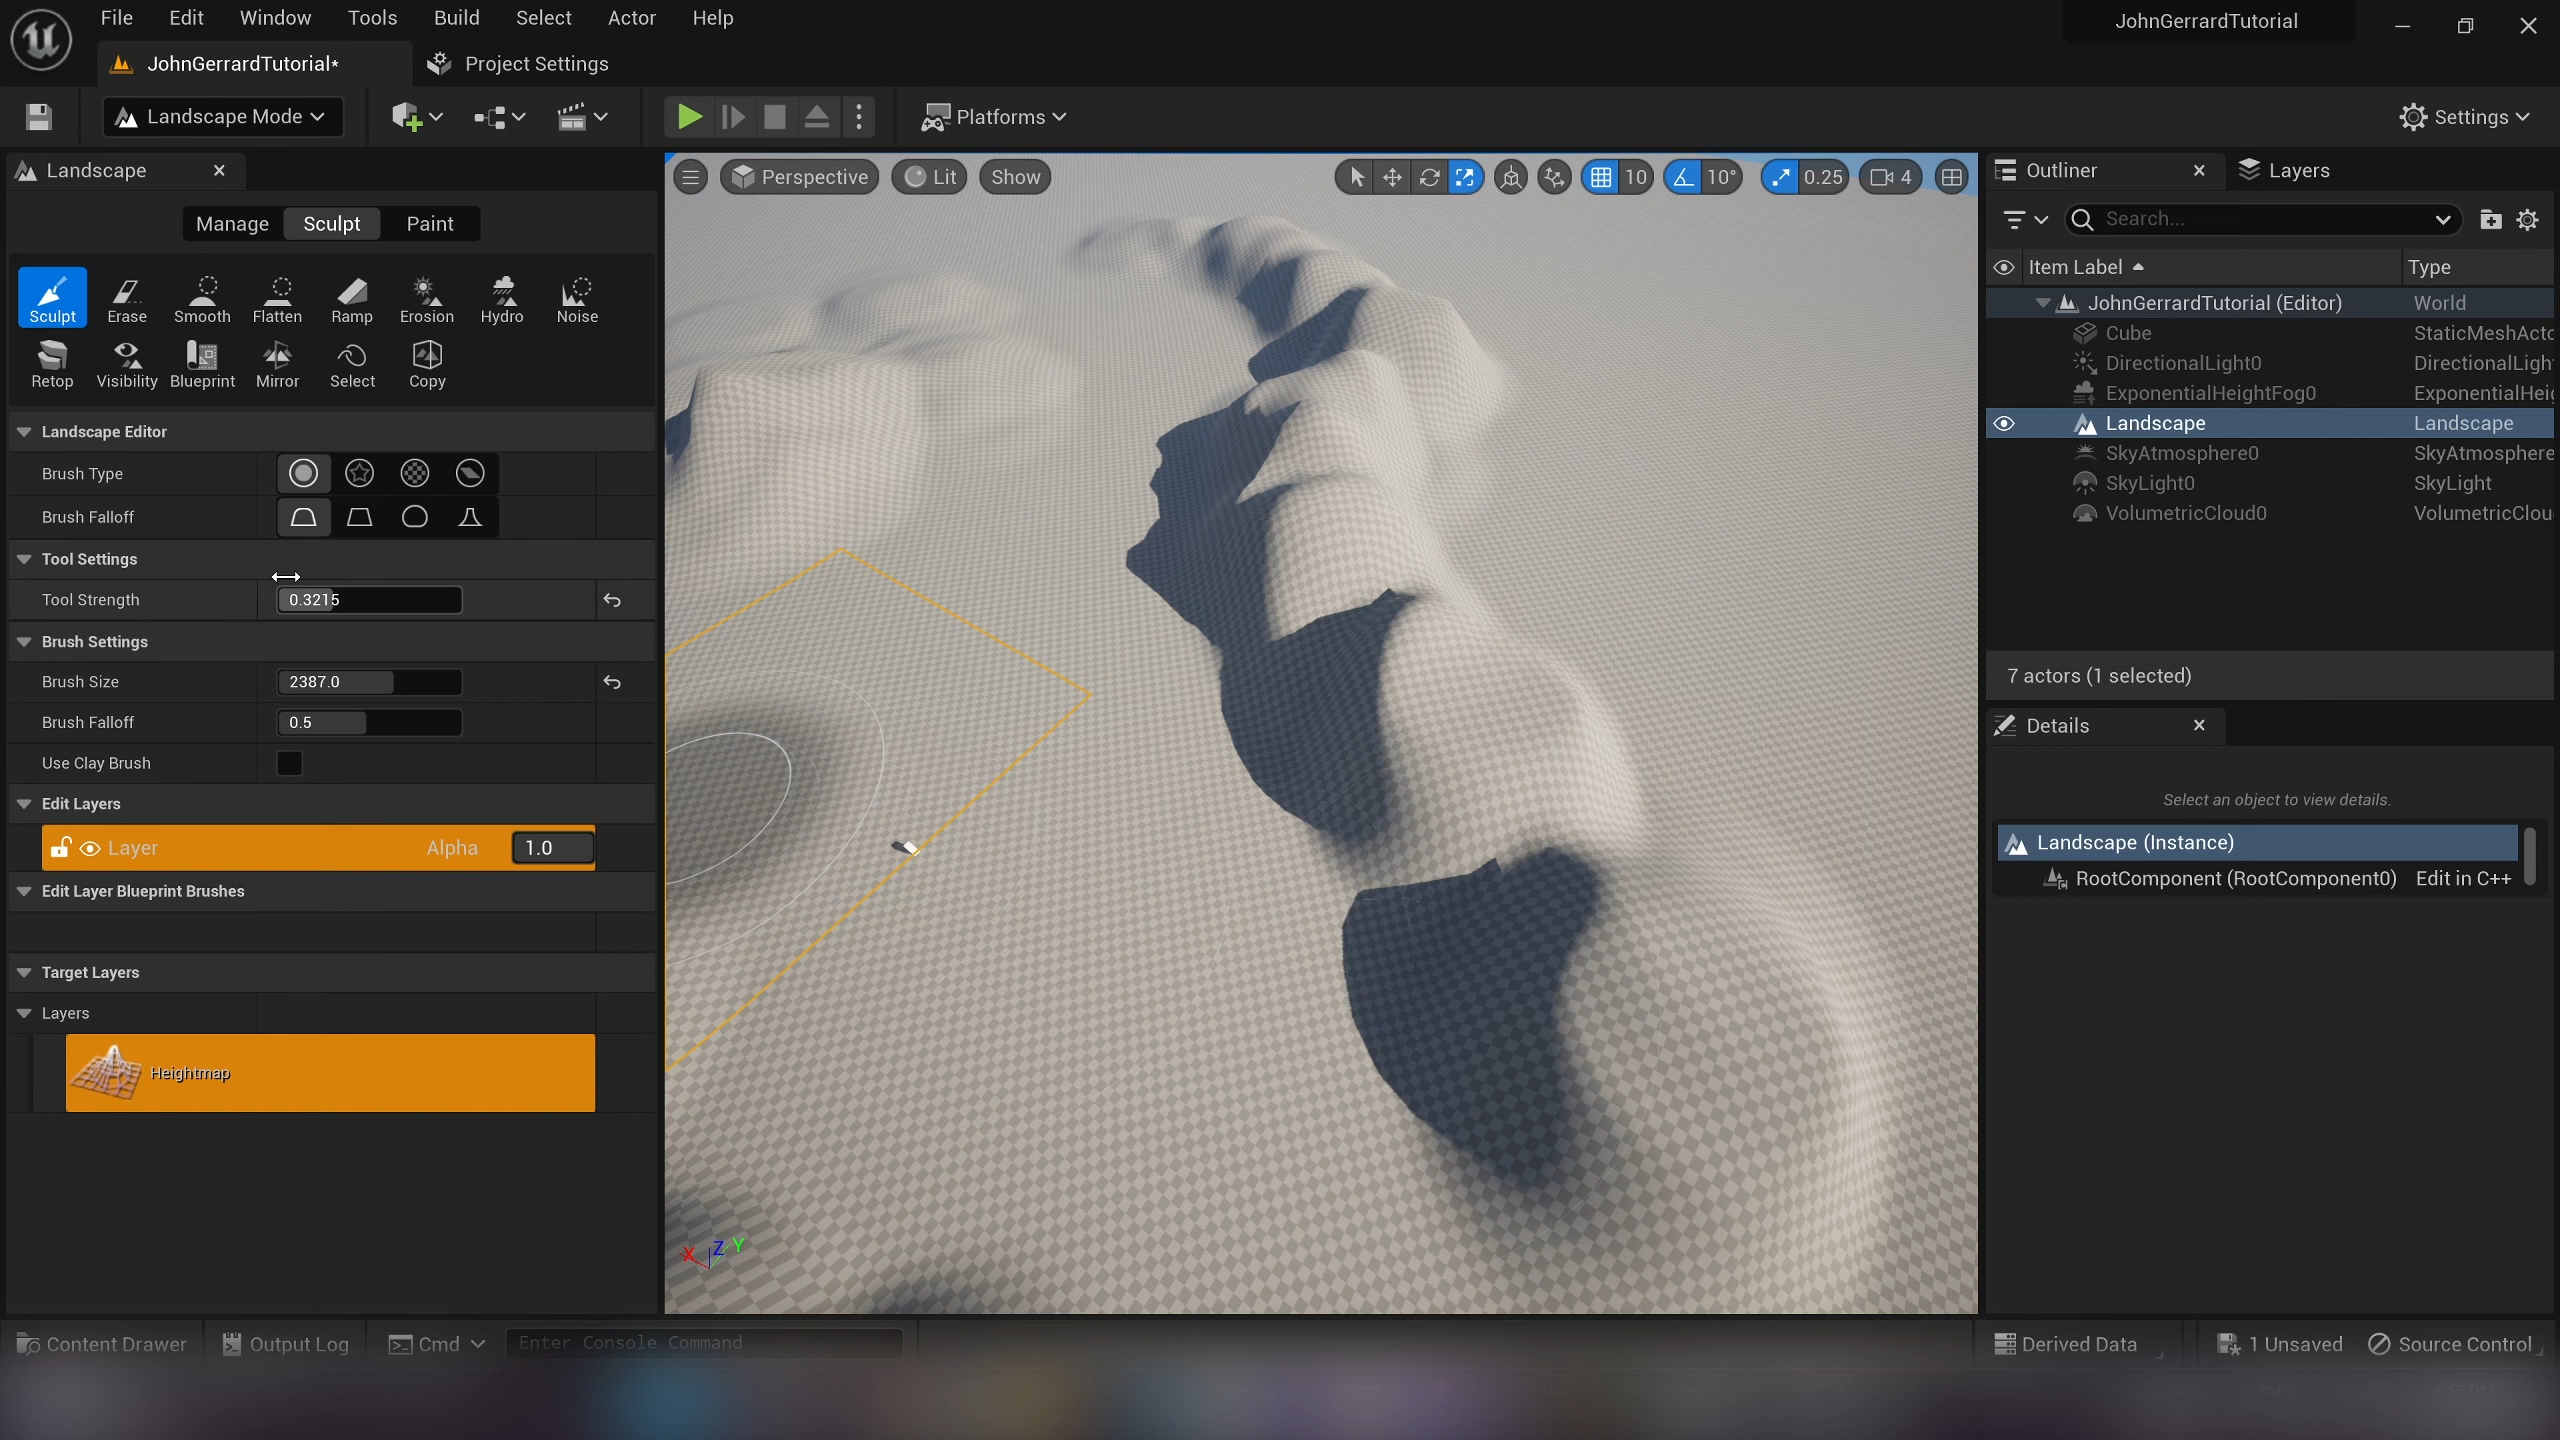 File Edit Window Tools Build Select Actor Help
JohnGerrardTutorial
JohnGerrardTutorial* Project Settings
Landscape Mode
Platforms
Settings
Landscape
Manage Sculpt Paint
Sculpt Erase Smooth Flatten Ramp Erosion Hydro Noise
Retop Visibility Blueprint Mirror Select Copy
Landscape Editor
Brush Type
Brush Falloff
Tool Settings
Tool Strength 0.3215
Brush Settings
Brush Size 2387.0
Brush Falloff 0.5
Use Clay Brush
Edit Layers
Layer Alpha 1.0
Edit Layer Blueprint Brushes
Target Layers
Layers
Heightmap
Perspective Lit Show 10 10° 0.25 4
X Z Y
Outliner Layers
Search...
Item Label Type
JohnGerrardTutorial (Editor) World
Cube StaticMeshActo
DirectionalLight0 DirectionalLigh
ExponentialHeightFog0 ExponentialHei
Landscape Landscape
SkyAtmosphere0 SkyAtmosphere
SkyLight0 SkyLight
VolumetricCloud0 VolumetricClou
7 actors (1 selected)
Details
Select an object to view details.
Landscape (Instance)
RootComponent (RootComponent0) Edit in C++
Content Drawer Output Log Cmd Enter Console Command
Derived Data 1 Unsaved Source Control